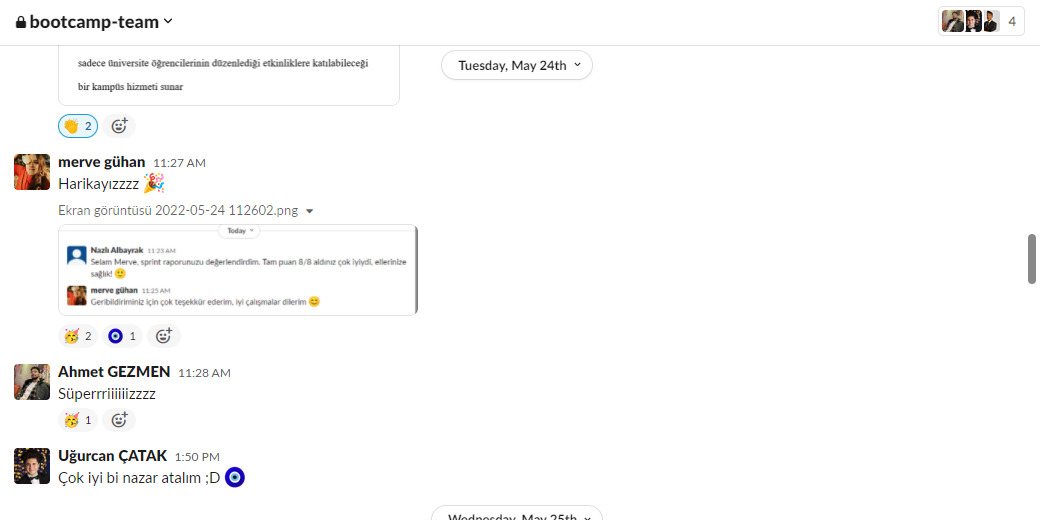 bootcamp-team
4
Tuesday, May 24th
sadece üniversite öğrencilerinin düzenlediği etkinliklere katılabileceği
bir kampüs hizmeti sunar
2
merve gühan 11:27 AM
Harikayızzzz
Ekran görüntüsü 2022-05-24 112602.png
Today
Nazlı Albayrak 11:23 AM
Selam Merve, sprint raporunuzu değerlendirdim. Tam puan 8/8 aldınız çok iyiydi, ellerinize
sağlık!
merve gühan 11:25 AM
Geribildiriminiz için çok teşekkür ederim, iyi çalışmalar dilerim
2 1
Ahmet GEZMEN 11:28 AM
Süperrriiiiiizzzz
1
Uğurcan ÇATAK 1:50 PM
Çok iyi bi nazar atalım ;D
Wednesday, May 25th